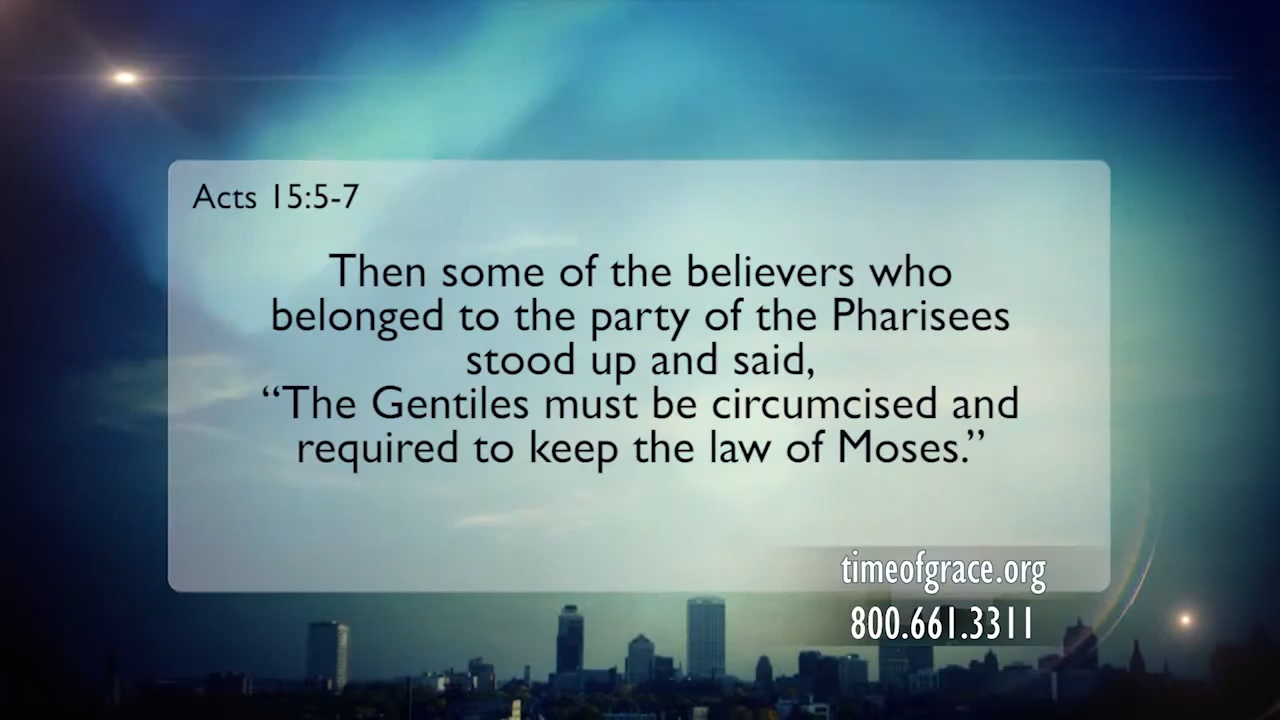 Acts 15:5-7
Then some of the believers who
belonged to the party of the Pharisees
stood up and said,
“The Gentiles must be circumcised and
required to keep the law of Moses.”
timeofgrace.org
800.661.3311